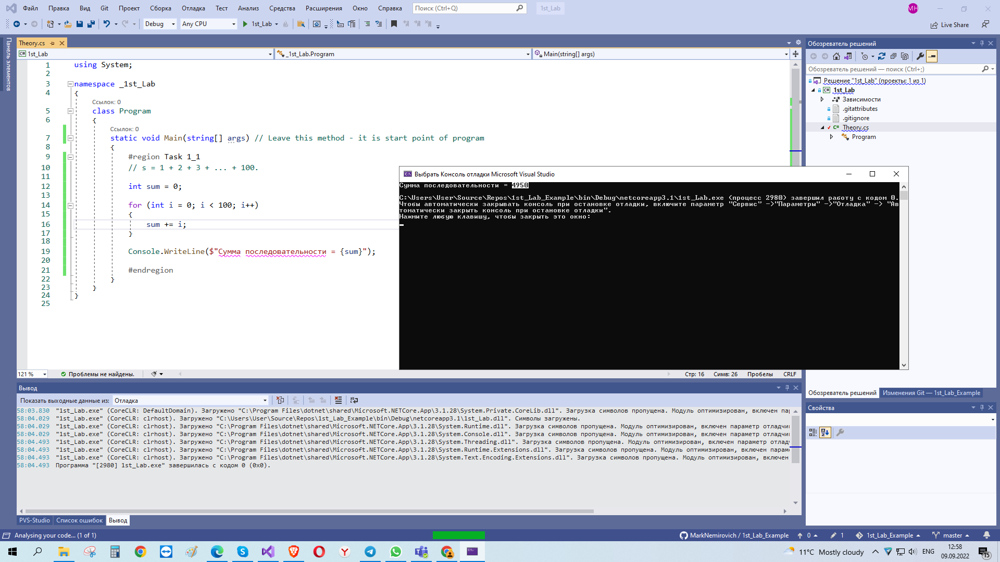 Файл Правка Вид Git Проект Сборка Отладка Тест Анализ Средства Расширения Окно Справка Поиск (Ctrl+Q) 1st_Lab MH
Debug Any CPU 1st_Lab Live Share
Панель элементов
Theory.cs
1st_Lab _1st_Lab.Program Main(string[] args)
1 using System;
2
3 namespace _1st_Lab
4 {
Ссылок: 0
5 class Program
6 {
Ссылок: 0
7 static void Main(string[] args) // Leave this method - it is start point of program
8 {
9 #region Task 1_1
10 // s = 1 + 2 + 3 + ... + 100.
11
12 int sum = 0;
13
14 for (int i = 0; i < 100; i++)
15 {
16 sum += i;
17 }
18
19 Console.WriteLine($"Сумма последовательности = {sum}");
20
21 #endregion
22 }
23 }
24 }
25
121 % Проблемы не найдены. Стр: 16 Симв: 26 Пробелы CRLF
Выбрать Консоль отладки Microsoft Visual Studio
Сумма последовательности = 4950
C:\Users\User\Source\Repos\1st_Lab_Example\bin\Debug\netcoreapp3.1\1st_Lab.exe (процесс 2980) завершил работу с кодом 0.
Чтобы автоматически закрывать консоль при остановке отладки, включите параметр "Сервис" ->"Параметры" ->"Отладка" -> "Ав
томатически закрыть консоль при остановке отладки".
Нажмите любую клавишу, чтобы закрыть это окно:
Обозреватель решений
Обозреватель решений — поиск (Ctrl+;)
Решение "1st_Lab" (проекты: 1 из 1)
1st_Lab
Зависимости
.gitattributes
.gitignore
Theory.cs
Program
Обозреватель решений Изменения Git — 1st_Lab_Example
Свойства
Вывод
Показать выходные данные из: Отладка
58:03.830 "1st_Lab.exe" (CoreCLR: DefaultDomain). Загружено "C:\Program Files\dotnet\shared\Microsoft.NETCore.App\3.1.28\System.Private.CoreLib.dll". Загрузка символов пропущена. Модуль оптимизирован, включен пар
58:04.029 "1st_Lab.exe" (CoreCLR: clrhost). Загружено "C:\Users\User\Source\Repos\1st_Lab_Example\bin\Debug\netcoreapp3.1\1st_Lab.dll". Символы загружены.
58:04.029 "1st_Lab.exe" (CoreCLR: clrhost). Загружено "C:\Program Files\dotnet\shared\Microsoft.NETCore.App\3.1.28\System.Runtime.dll". Загрузка символов пропущена. Модуль оптимизирован, включен параметр отладчи
58:04.029 "1st_Lab.exe" (CoreCLR: clrhost). Загружено "C:\Program Files\dotnet\shared\Microsoft.NETCore.App\3.1.28\System.Console.dll". Загрузка символов пропущена. Модуль оптимизирован, включен параметр отладчи
58:04.493 "1st_Lab.exe" (CoreCLR: clrhost). Загружено "C:\Program Files\dotnet\shared\Microsoft.NETCore.App\3.1.28\System.Threading.dll". Загрузка символов пропущена. Модуль оптимизирован, включен параметр отлад
58:04.493 "1st_Lab.exe" (CoreCLR: clrhost). Загружено "C:\Program Files\dotnet\shared\Microsoft.NETCore.App\3.1.28\System.Runtime.Extensions.dll". Загрузка символов пропущена. Модуль оптимизирован, включен парам
58:04.493 "1st_Lab.exe" (CoreCLR: clrhost). Загружено "C:\Program Files\dotnet\shared\Microsoft.NETCore.App\3.1.28\System.Text.Encoding.Extensions.dll". Загрузка символов пропущена. Модуль оптимизирован, включен
58:04.493 Программа "[2980] 1st_Lab.exe" завершилась с кодом 0 (0x0).
PVS-Studio Список ошибок Вывод
Analysing your code... (1 of 1) MarkNemirovich / 1st_Lab_Example 0 1 1st_Lab_Example master
11°C Mostly cloudy ENG 12:58
09.09.2022 15